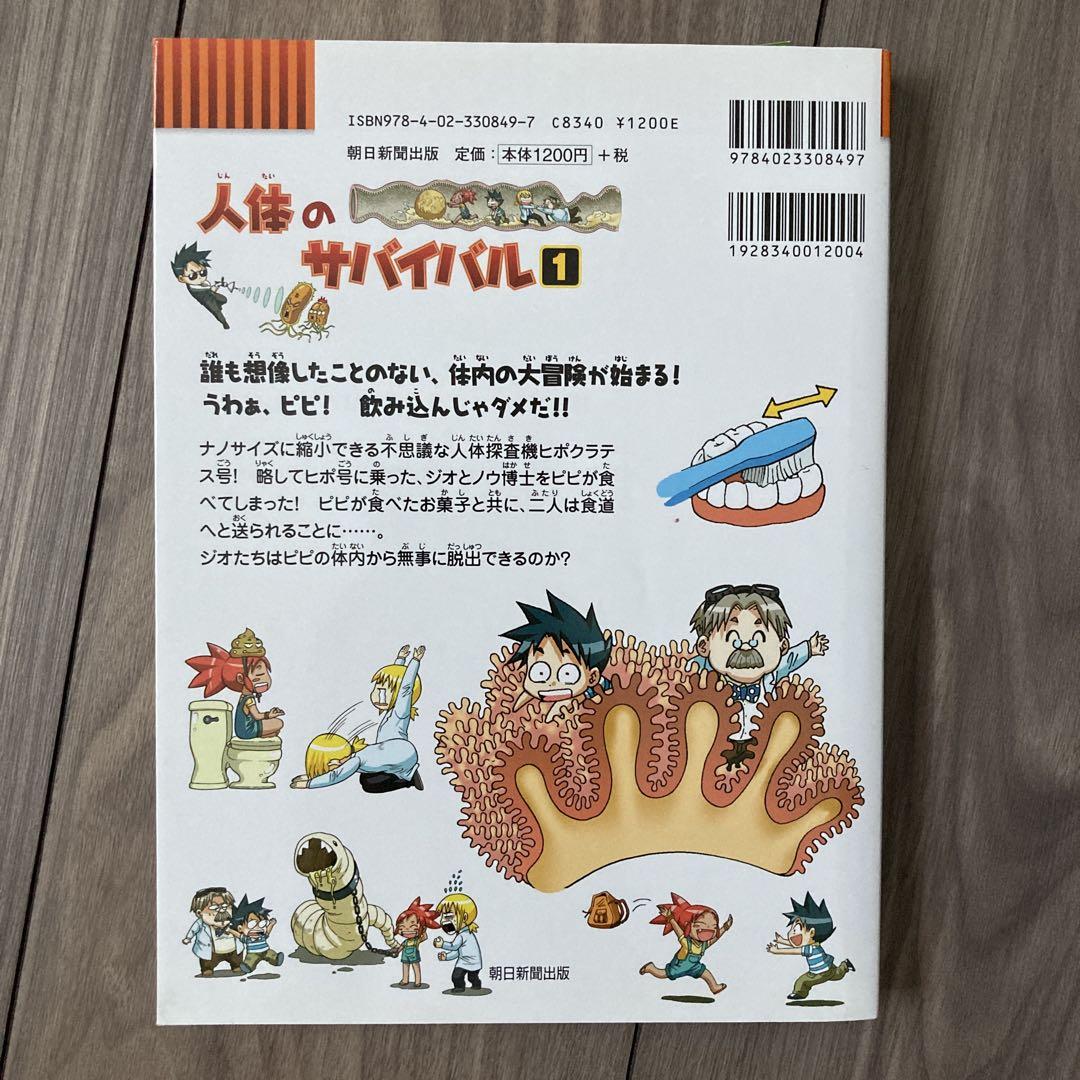 ISBN978-4-02-330849-7 C8340 ¥1200E
朝日新聞出版 定価：本体1200円＋税
9784023308497
1928340012004
人体の
サバイバル1
誰も想像したことのない、体内の大冒険が始まる！
うわぁ、ピピ！ 飲み込んじゃダメだ!!
ナノサイズに縮小できる不思議な人体探査機ヒポクラテ
ス号！ 略してヒポ号に乗った、ジオとノウ博士をピピが食
べてしまった！ ピピが食べたお菓子と共に、二人は食道
へと送られることに……。
ジオたちはピピの体内から無事に脱出できるのか？
朝日新聞出版